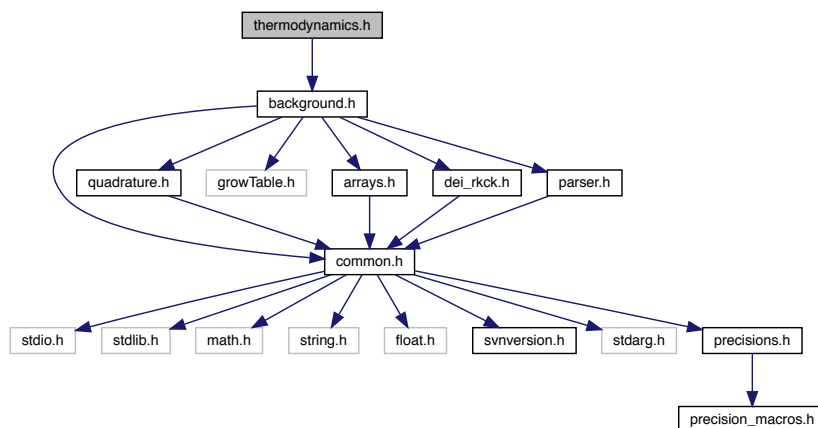 thermodynamics.h
background.h
quadrature.h
growTable.h
arrays.h
dei_rkck.h
parser.h
common.h
stdio.h
stdlib.h
math.h
string.h
float.h
svnversion.h
stdarg.h
precisions.h
precision_macros.h